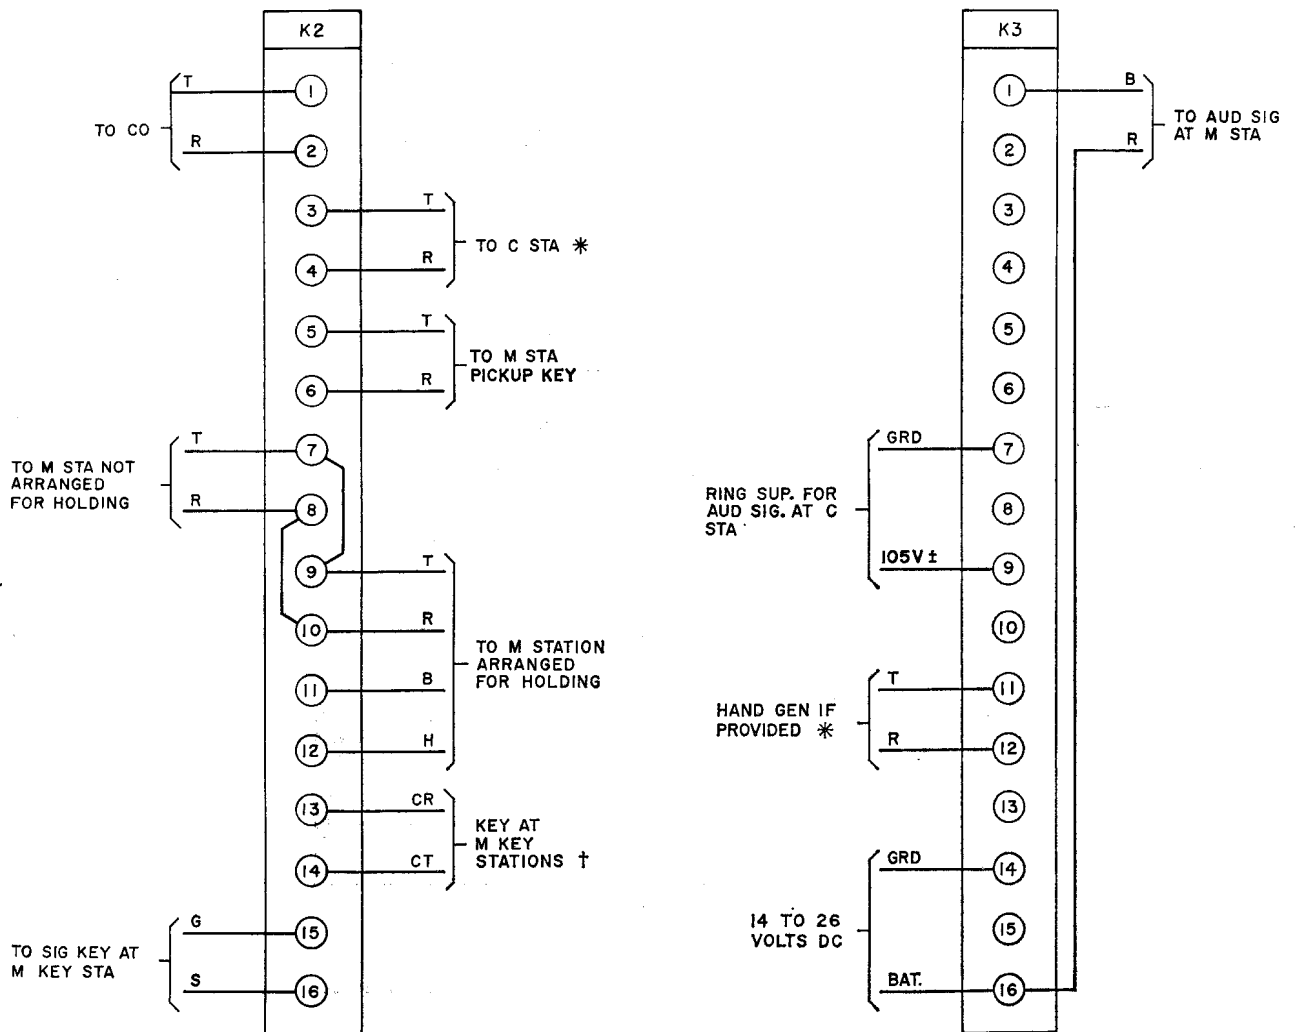 K2
T
1
TO CO
R
2
3
T
TO C STA *
4
R
5
T
TO M STA
PICKUP KEY
6
R
T
7
TO M STA NOT
ARRANGED
FOR HOLDING
R
8
9
T
10
R
TO M STATION
ARRANGED
FOR HOLDING
11
B
12
H
13
CR
KEY AT
M KEY
STATIONS †
14
CT
G
15
TO SIG KEY AT
M KEY STA
S
16
K3
1
B
TO AUD SIG
AT M STA
2
R
3
4
5
6
GRD
7
RING SUP. FOR
AUD SIG. AT C
STA
8
105V ±
9
10
T
11
HAND GEN IF
PROVIDED *
R
12
13
GRD
14
14 TO 26
VOLTS DC
15
BAT.
16